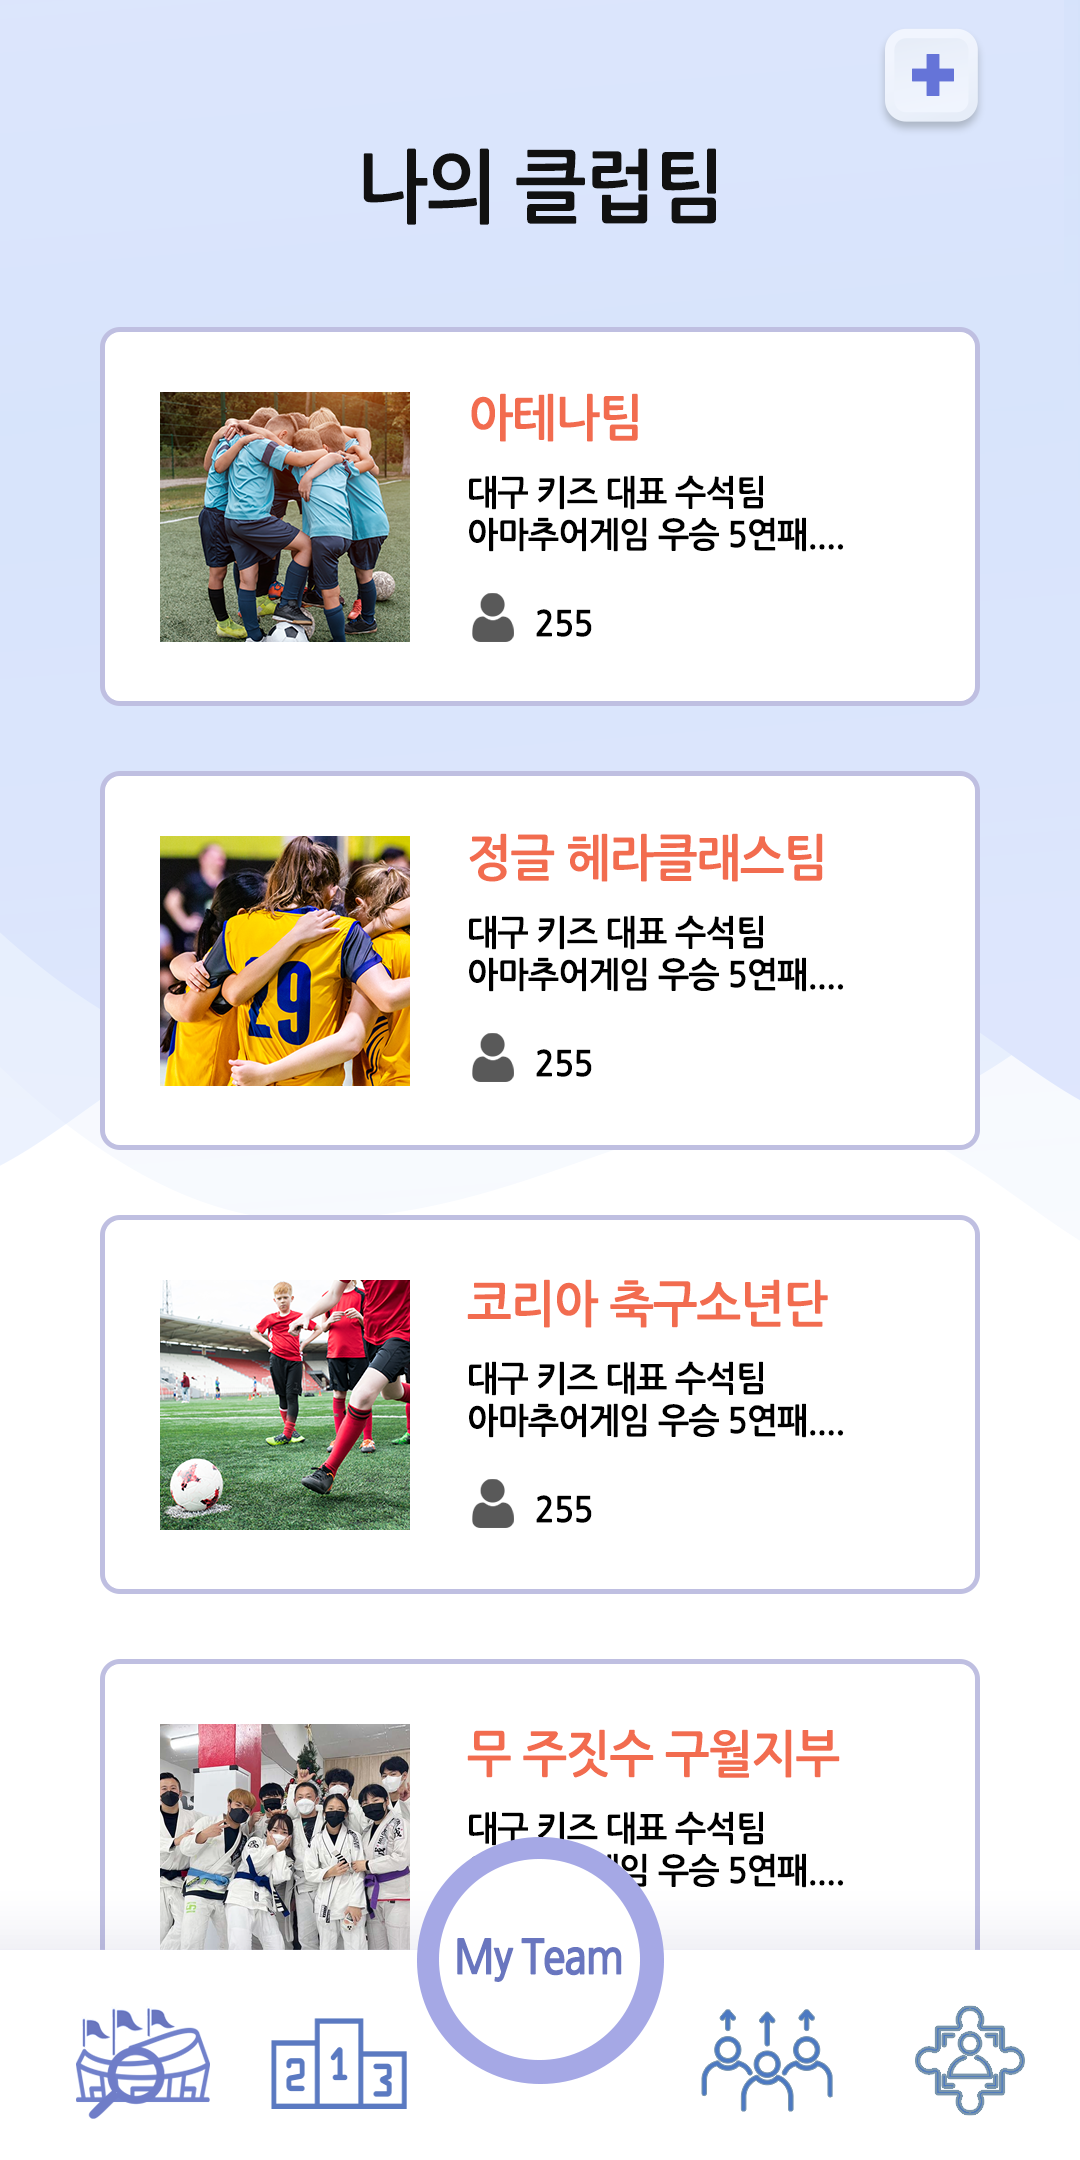 나의 클럽팀
아테나팀
대구 키즈 대표 수석팀
아마추어게임 우승 5연패....
255
정글 헤라클래스팀
대구 키즈 대표 수석팀
아마추어게임 우승 5연패....
29
255
코리아 축구소년단
대구 키즈 대표 수석팀
아마추어게임 우승 5연패....
255
무 주짓수 구월지부
대구 키즈 대표 수석팀
우승 5연패....
My Team
2 1 3